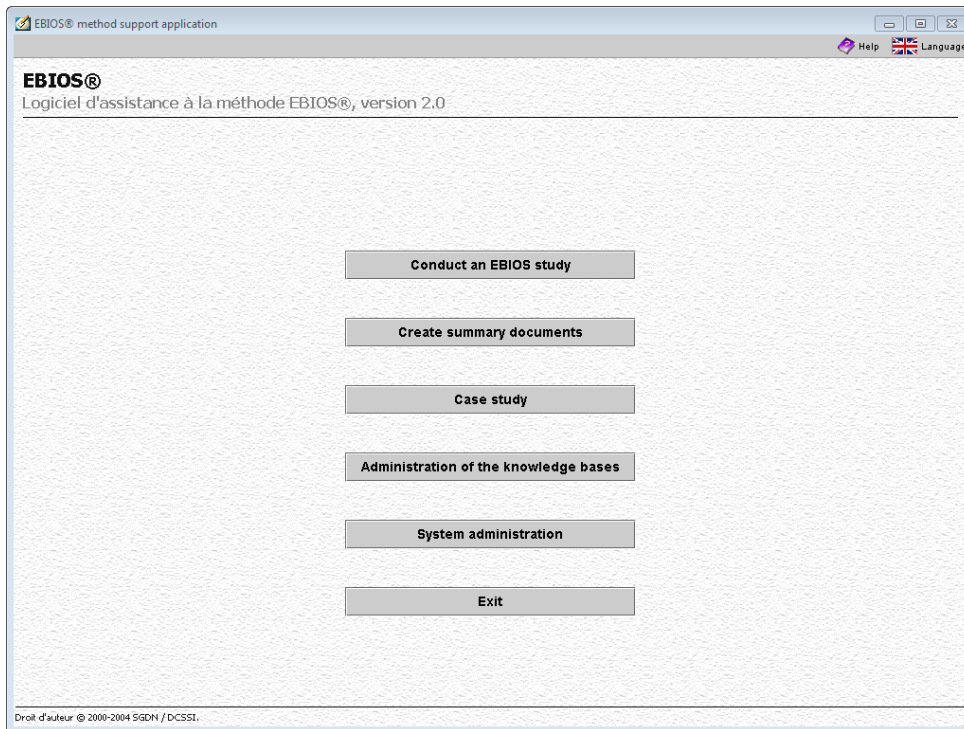 EBIOS® method support application
Help Language
EBIOS®
Logiciel d'assistance à la méthode EBIOS®, version 2.0
Conduct an EBIOS study
Create summary documents
Case study
Administration of the knowledge bases
System administration
Exit
Droit d'auteur © 2000-2004 SGDN / DCSSI.